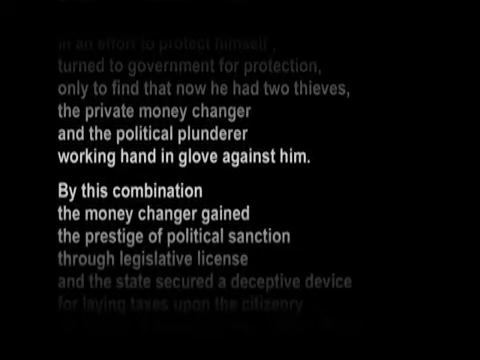 in an effort to protect himself ,
turned to government for protection,
only to find that now he had two thieves,
the private money changer
and the political plunderer
working hand in glove against him.
By this combination
the money changer gained
the prestige of political sanction
through legislative license
and the state secured a deceptive device
for laying taxes upon the citizenry